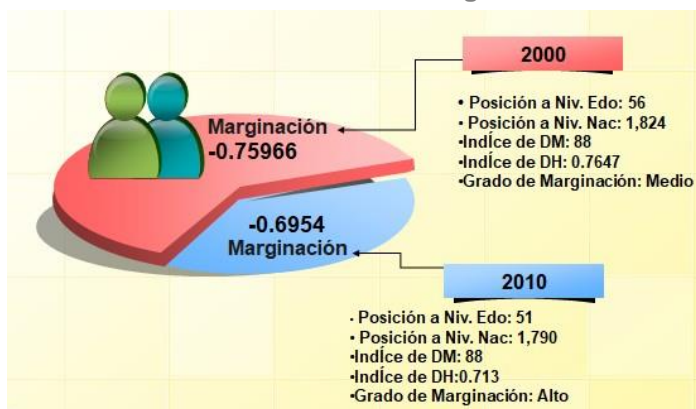 2000
• Posición a Niv. Edo: 56
• Posición a Niv. Nac: 1,824
•IndÍce de DM: 88
•IndÍce de DH: 0.7647
•Grado de Marginación: Medio
Marginación
-0.75966
-0.6954
Marginación
2010
· Posición a Niv. Edo: 51
• Posición a Niv. Nac: 1,790
•IndÍce de DM: 88
•IndÍce de DH:0.713
•Grado de Marginación: Alto